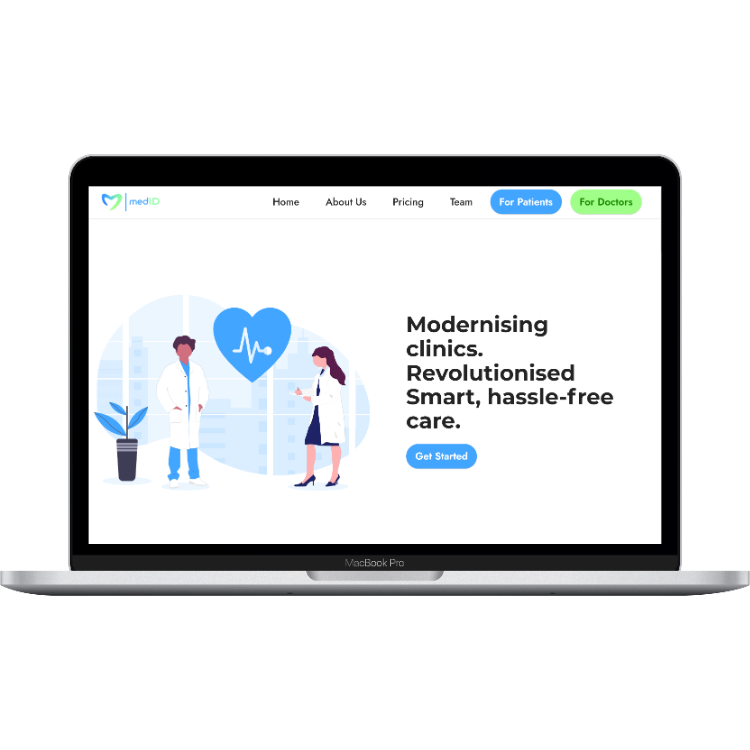 medID
Home About Us Pricing Team For Patients For Doctors
Modernising
clinics.
Revolutionised
Smart, hassle-free
care.
Get Started
MacBook Pro